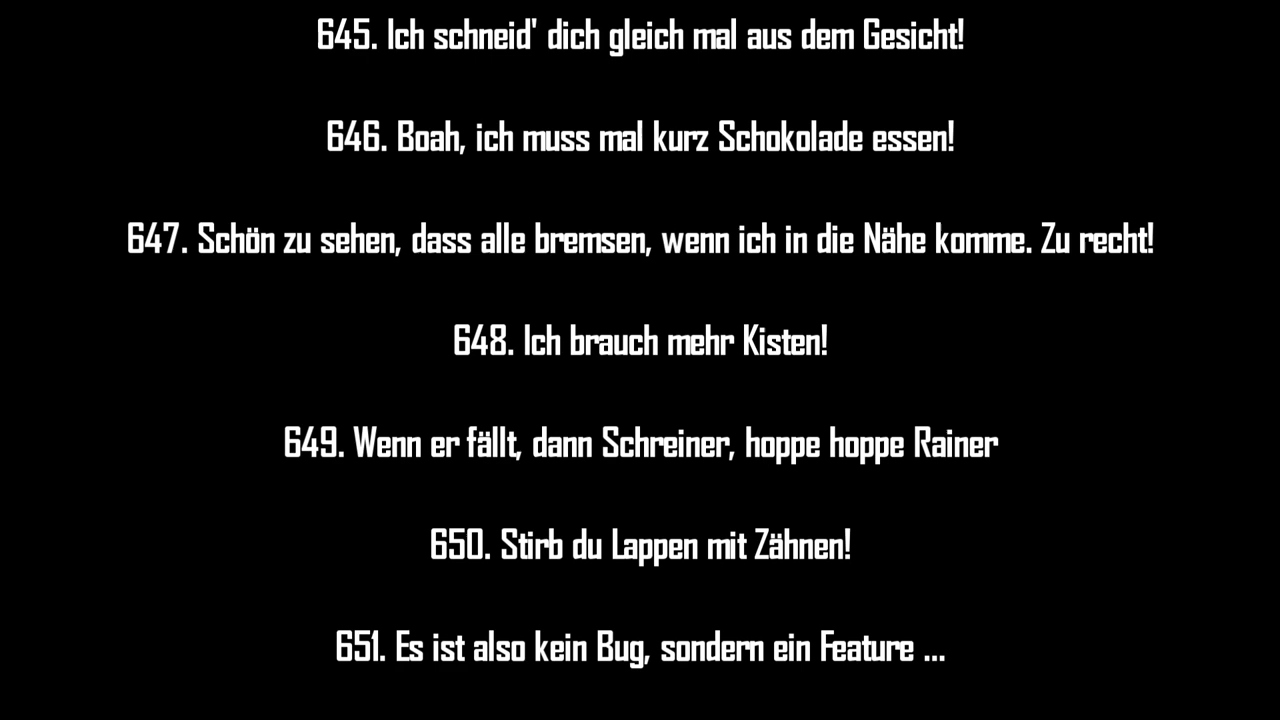 645. Ich schneid' dich gleich mal aus dem Gesicht!
646. Boah, ich muss mal kurz Schokolade essen!
647. Schön zu sehen, dass alle bremsen, wenn ich in die Nähe komme. Zu recht!
648. Ich brauch mehr Kisten!
649. Wenn er fällt, dann Schreiner, hoppe hoppe Rainer
650. Stirb du Lappen mit Zähnen!
651. Es ist also kein Bug, sondern ein Feature ...